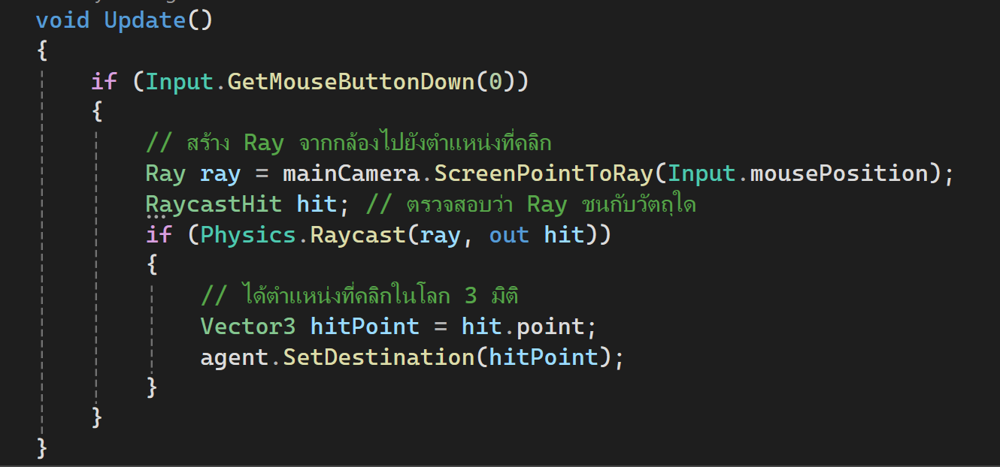 void Update()
{
if (Input.GetMouseButtonDown(0))
{
// สร้าง Ray จากกล้องไปยังตำแหน่งที่คลิก
Ray ray = mainCamera.ScreenPointToRay(Input.mousePosition);
RaycastHit hit; // ตรวจสอบว่า Ray ชนกับวัตถุใด
if (Physics.Raycast(ray, out hit))
{
// ได้ตำแหน่งที่คลิกในโลก 3 มิติ
Vector3 hitPoint = hit.point;
agent.SetDestination(hitPoint);
}
}
}